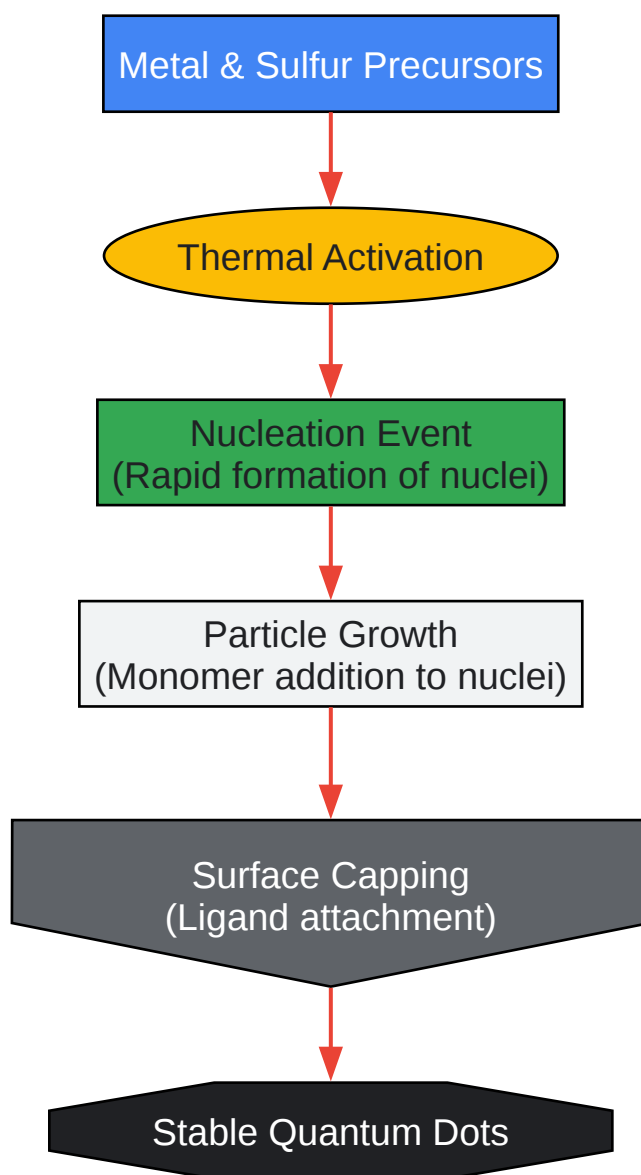 Metal & Sulfur Precursors
Thermal Activation
Nucleation Event
(Rapid formation of nuclei)
Particle Growth
(Monomer addition to nuclei)
Surface Capping
(Ligand attachment)
Stable Quantum Dots